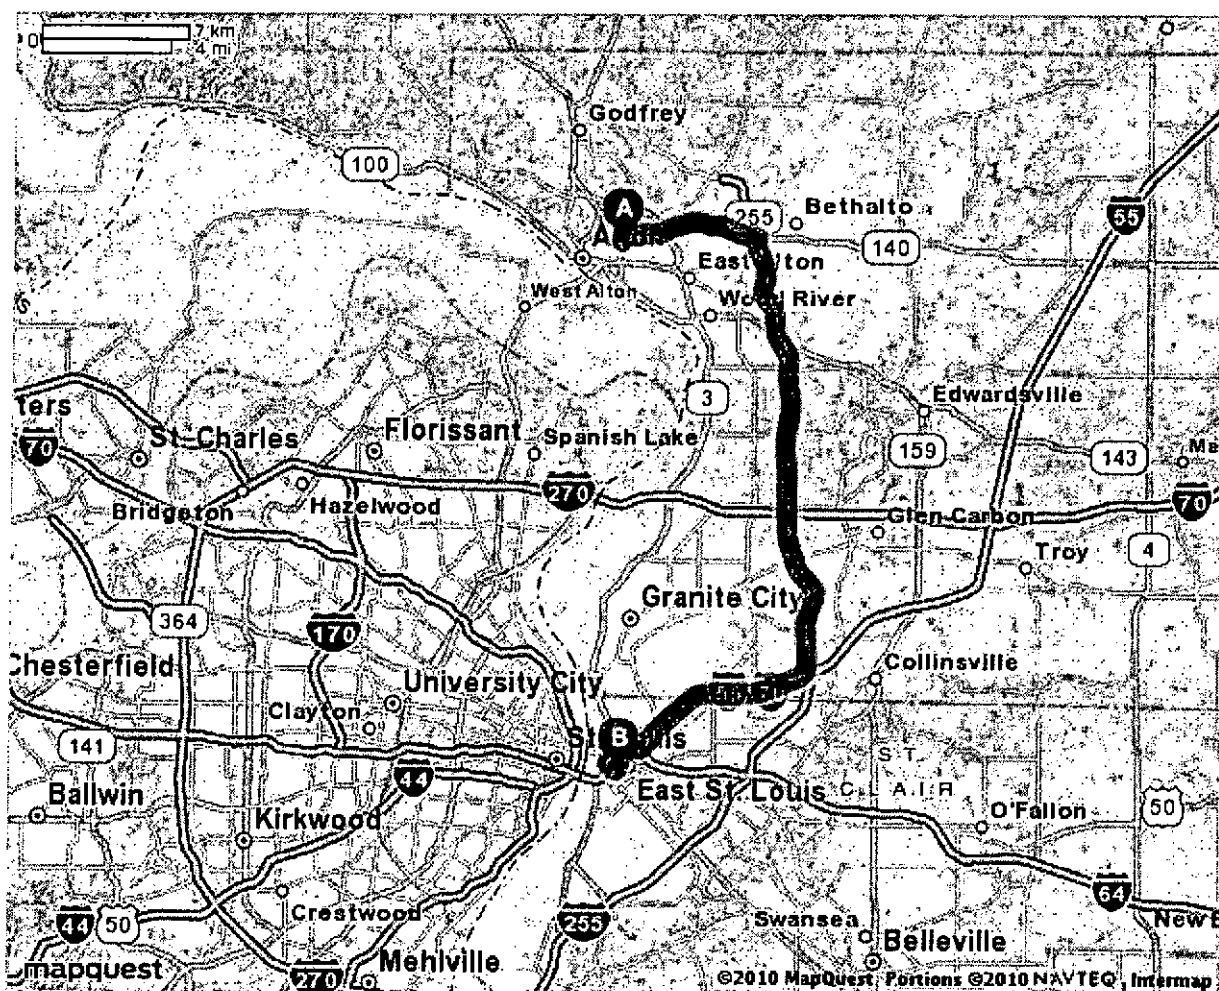 0
7 km
4 mi
Godfrey
100
A
255
Bethalto
55
140
East
West Alton
Wood River
3
Edwardsville
70
St. Charles
Florissant
Spanish Lake
159
143
270
70
Bridgeton
Hazelwood
Glen Carbon
Troy
4
Granite City
364
170
Chesterfield
University City
Collinsville
Clayton
141
B
ST.
CLAIR
44
East St. Louis
Ballwin
Kirkwood
O'Fallon
50
64
44
50
Crestwood
255
Swansea
Belleville
mapquest
270
Mehlville
©2010 MapQuest Portions ©2010 NAVTEQ, Intermap